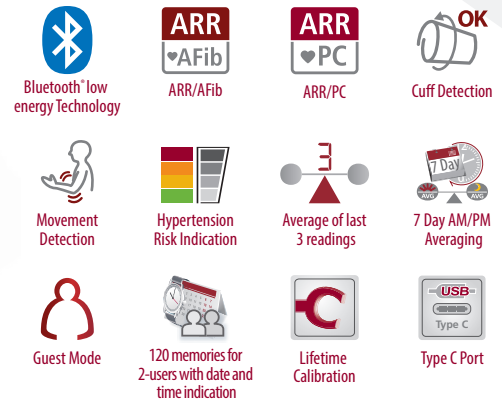 ARR
AFib
ARR
PC
OK
Bluetooth® low
energy Technology
ARR/AFib
ARR/PC
Cuff Detection
3
7 Day
AVG
AVG
Movement
Detection
Hypertension
Risk Indication
Average of last
3 readings
7 Day AM/PM
Averaging
USB
Type C
Guest Mode
120 memories for
2-users with date and
time indication
Lifetime
Calibration
Type C Port